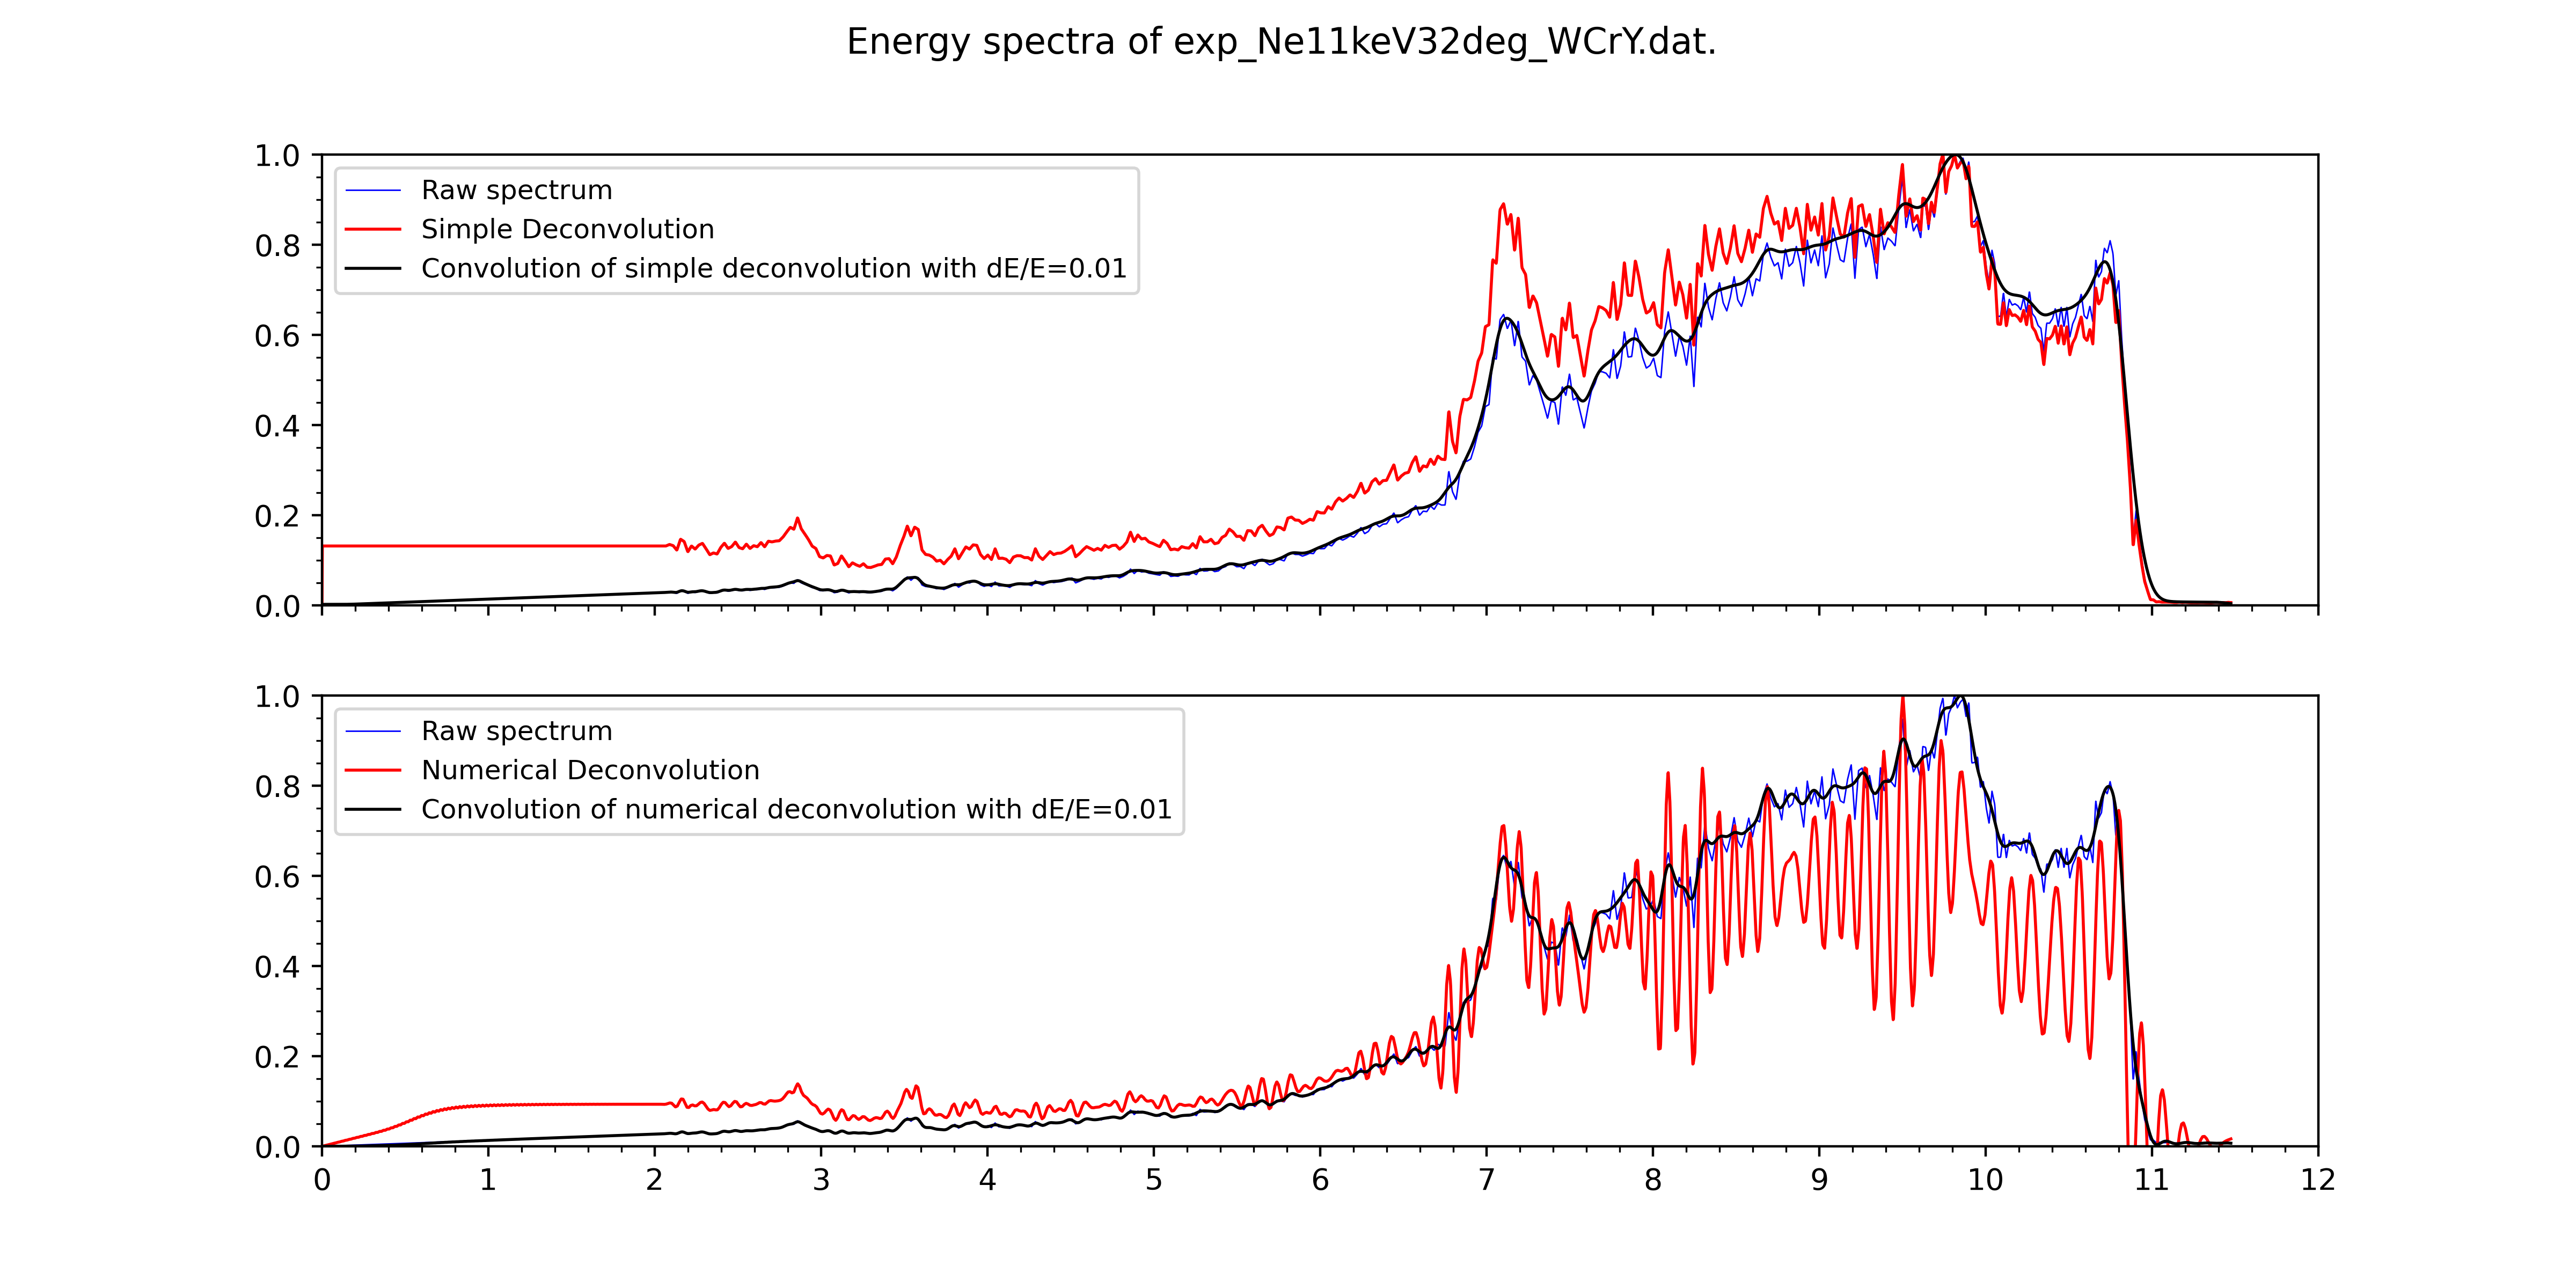 Energy spectra of exp_Ne11keV32deg_WCrY.dat.
1.0
0.8
0.6
0.4
0.2
0.0
Raw spectrum
Simple Deconvolution
Convolution of simple deconvolution with dE/E=0.01
1.0
0.8
0.6
0.4
0.2
0.0
Raw spectrum
Numerical Deconvolution
Convolution of numerical deconvolution with dE/E=0.01
0 1 2 3 4 5 6 7 8 9 10 11 12